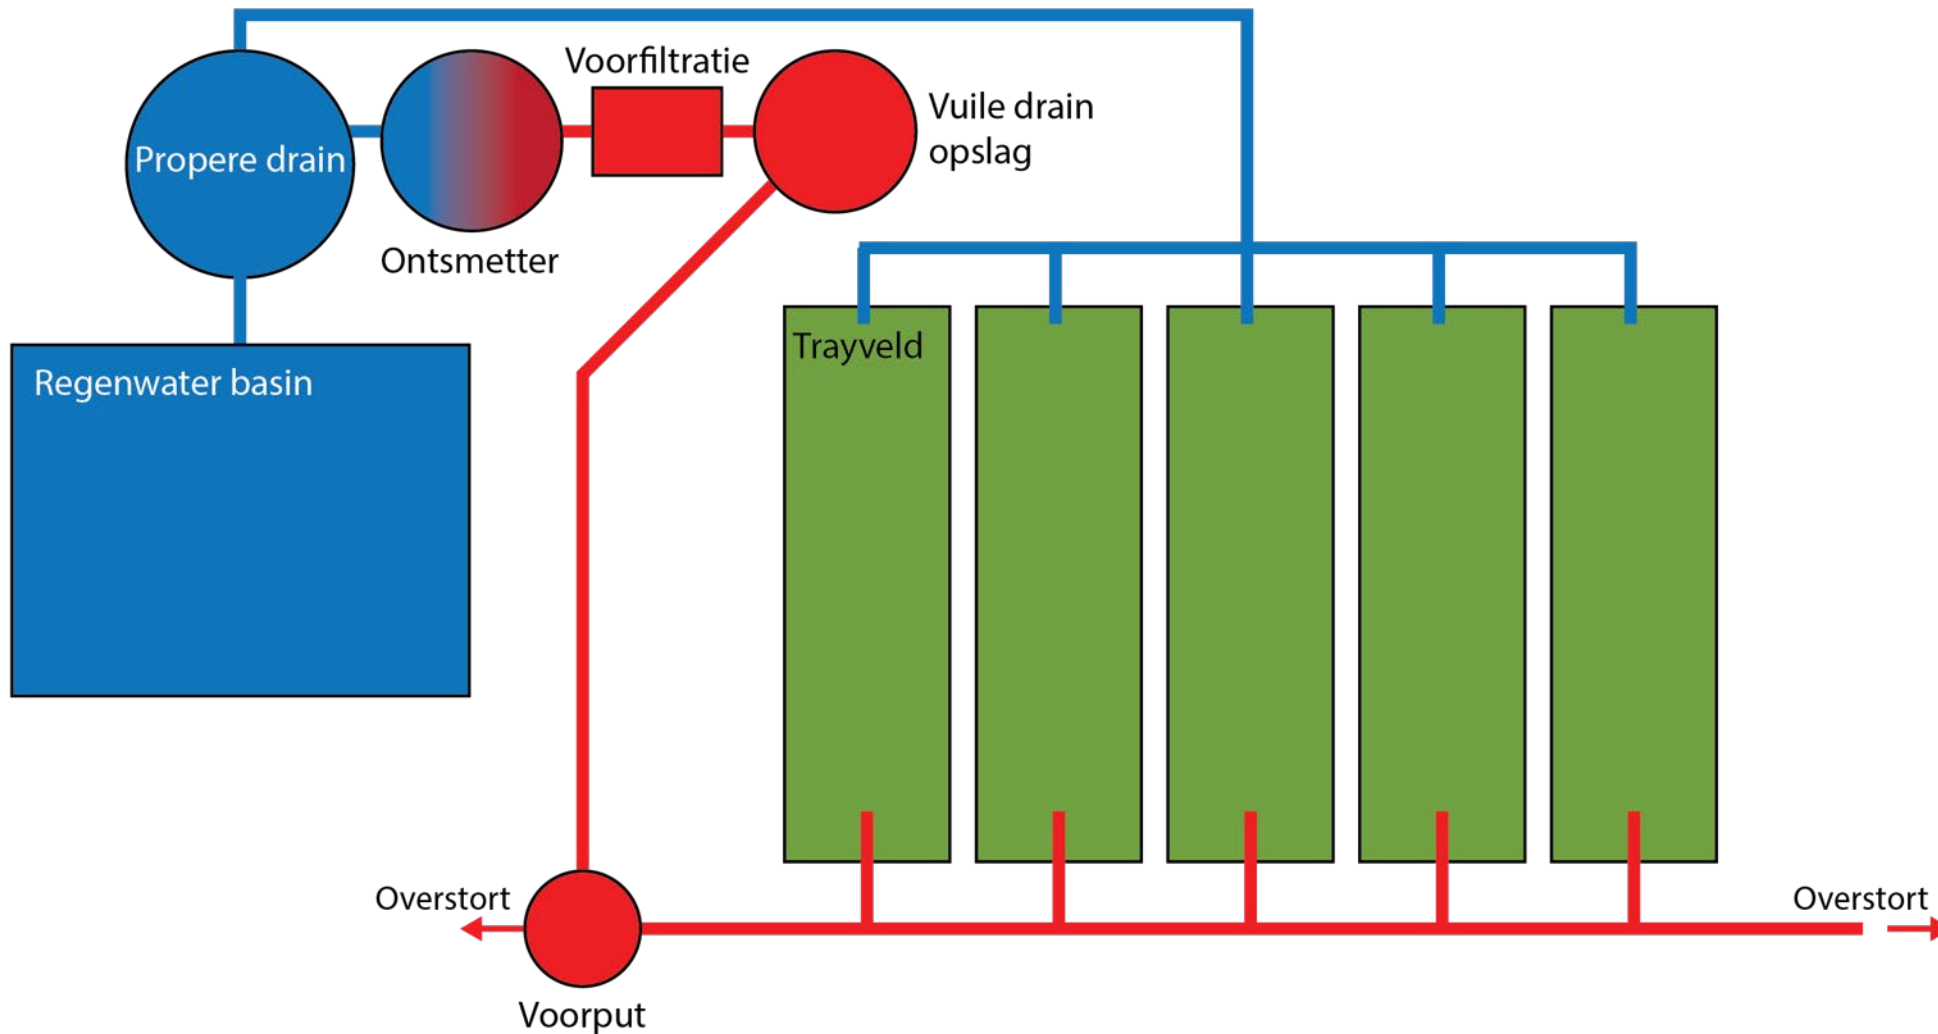 Voorfiltratie
Vuile drain
opslag
Propere drain
Ontsmetter
Trayveld
Regenwater basin
Overstort
Overstort
Voorput